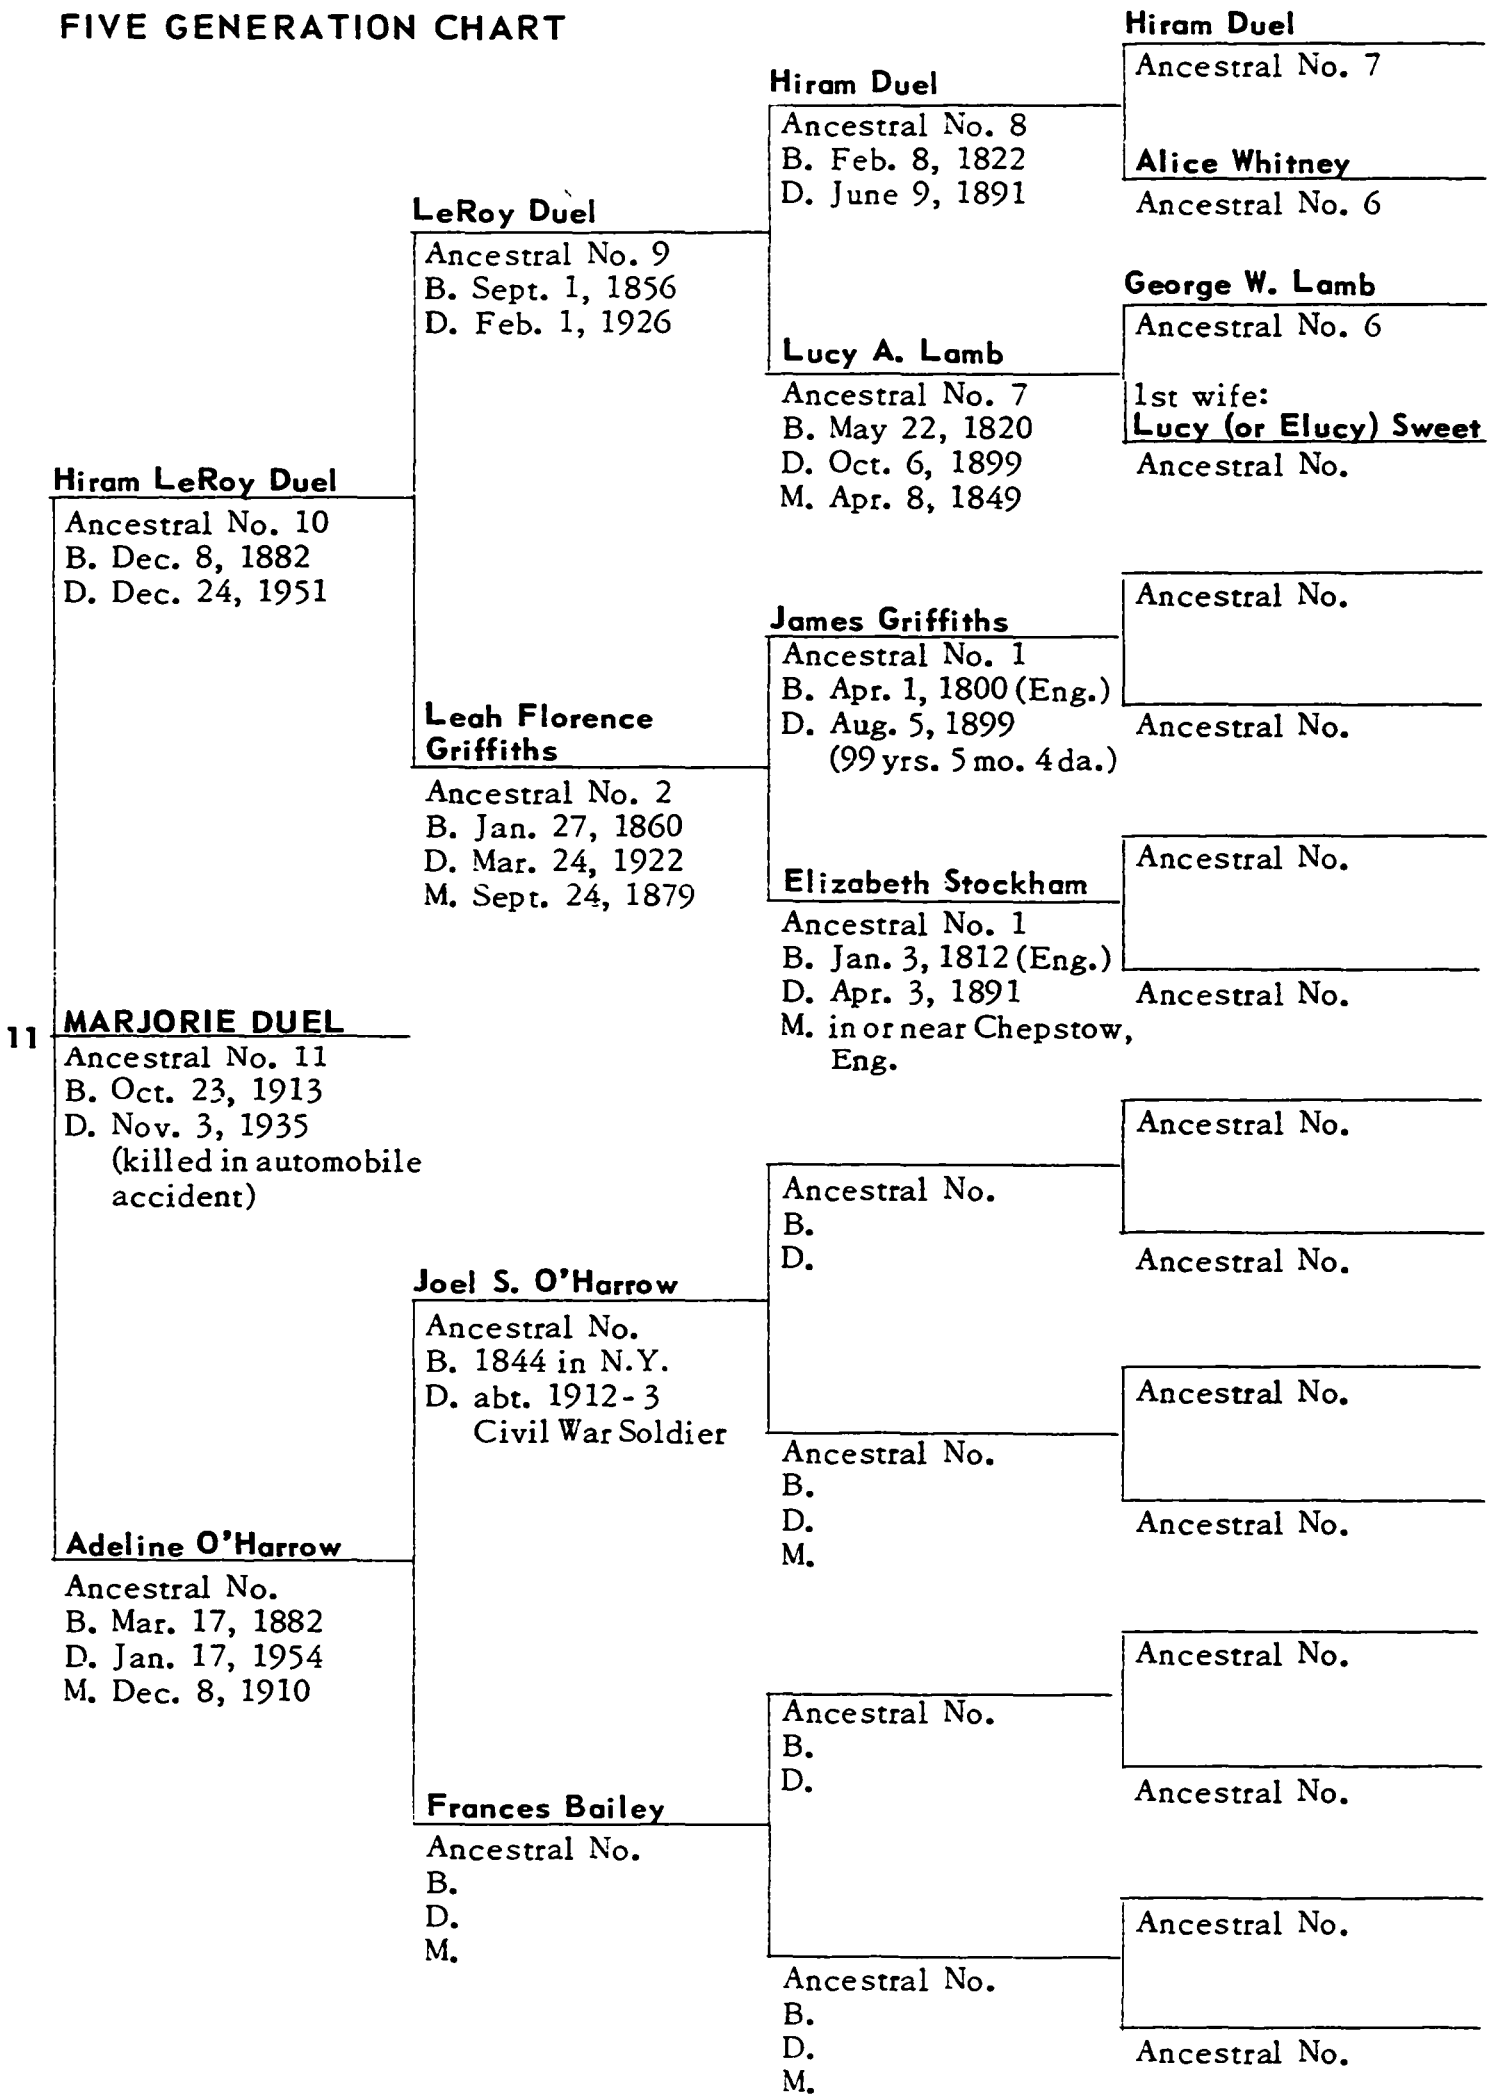 FIVE GENERATION CHART
Hiram Duel
Ancestral No. 7
Alice Whitney
Ancestral No. 6
Hiram Duel
Ancestral No. 8
B. Feb. 8, 1822
D. June 9, 1891
LeRoy Duel
Ancestral No. 9
B. Sept. 1, 1856
D. Feb. 1, 1926
George W. Lamb
Ancestral No. 6
1st wife:
Lucy (or Elucy) Sweet
Ancestral No.
Lucy A. Lamb
Ancestral No. 7
B. May 22, 1820
D. Oct. 6, 1899
M. Apr. 8, 1849
Hiram LeRoy Duel
Ancestral No. 10
B. Dec. 8, 1882
D. Dec. 24, 1951
Ancestral No.
Ancestral No.
James Griffiths
Ancestral No. 1
B. Apr. 1, 1800 (Eng.)
D. Aug. 5, 1899
(99 yrs. 5 mo. 4 da.)
Leah Florence
Griffiths
Ancestral No. 2
B. Jan. 27, 1860
D. Mar. 24, 1922
M. Sept. 24, 1879
Ancestral No.
Ancestral No.
Elizabeth Stockham
Ancestral No. 1
B. Jan. 3, 1812 (Eng.)
D. Apr. 3, 1891
M. in or near Chepstow,
Eng.
11 MARJORIE DUEL
Ancestral No. 11
B. Oct. 23, 1913
D. Nov. 3, 1935
(killed in automobile
accident)
Ancestral No.
Ancestral No.
Ancestral No.
B.
D.
Joel S. O'Harrow
Ancestral No.
B. 1844 in N.Y.
D. abt. 1912-3
Civil War Soldier
Ancestral No.
Ancestral No.
Ancestral No.
B.
D.
M.
Adeline O'Harrow
Ancestral No.
B. Mar. 17, 1882
D. Jan. 17, 1954
M. Dec. 8, 1910
Ancestral No.
Ancestral No.
Ancestral No.
B.
D.
Frances Bailey
Ancestral No.
B.
D.
M.
Ancestral No.
Ancestral No.
Ancestral No.
B.
D.
M.